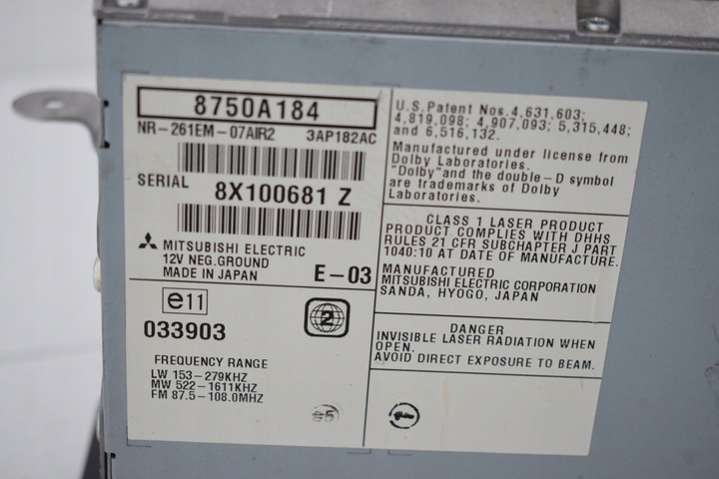 8750A184
NR-261EM-07AIR2 3AP182AC
SERIAL
8X100681 Z
MITSUBISHI ELECTRIC
12V NEG.GROUND
MADE IN JAPAN E-03
e11
2
033903
FREQUENCY RANGE
LW 153-279KHZ
MW 522-1611KHZ
FM 87.5-108.0MHZ
U.S.Patent Nos.4,631,603;
4,819,098; 4,907,093; 5,315,448;
and 6,516,132.
Manufactured under license from
Dolby Laboratories.
"Dolby"and the double-D symbol
are trademarks of Dolby
Laboratories.
CLASS 1 LASER PRODUCT
PRODUCT COMPLIES WITH DHHS
RULES 21 CFR SUBCHAPTER J PART
1040:10 AT DATE OF MANUFACTURE.
MANUFACTURED
MITSUBISHI ELECTRIC CORPORATION
SANDA, HYOGO, JAPAN
DANGER
INVISIBLE LASER RADIATION WHEN
OPEN.
AVOID DIRECT EXPOSURE TO BEAM.